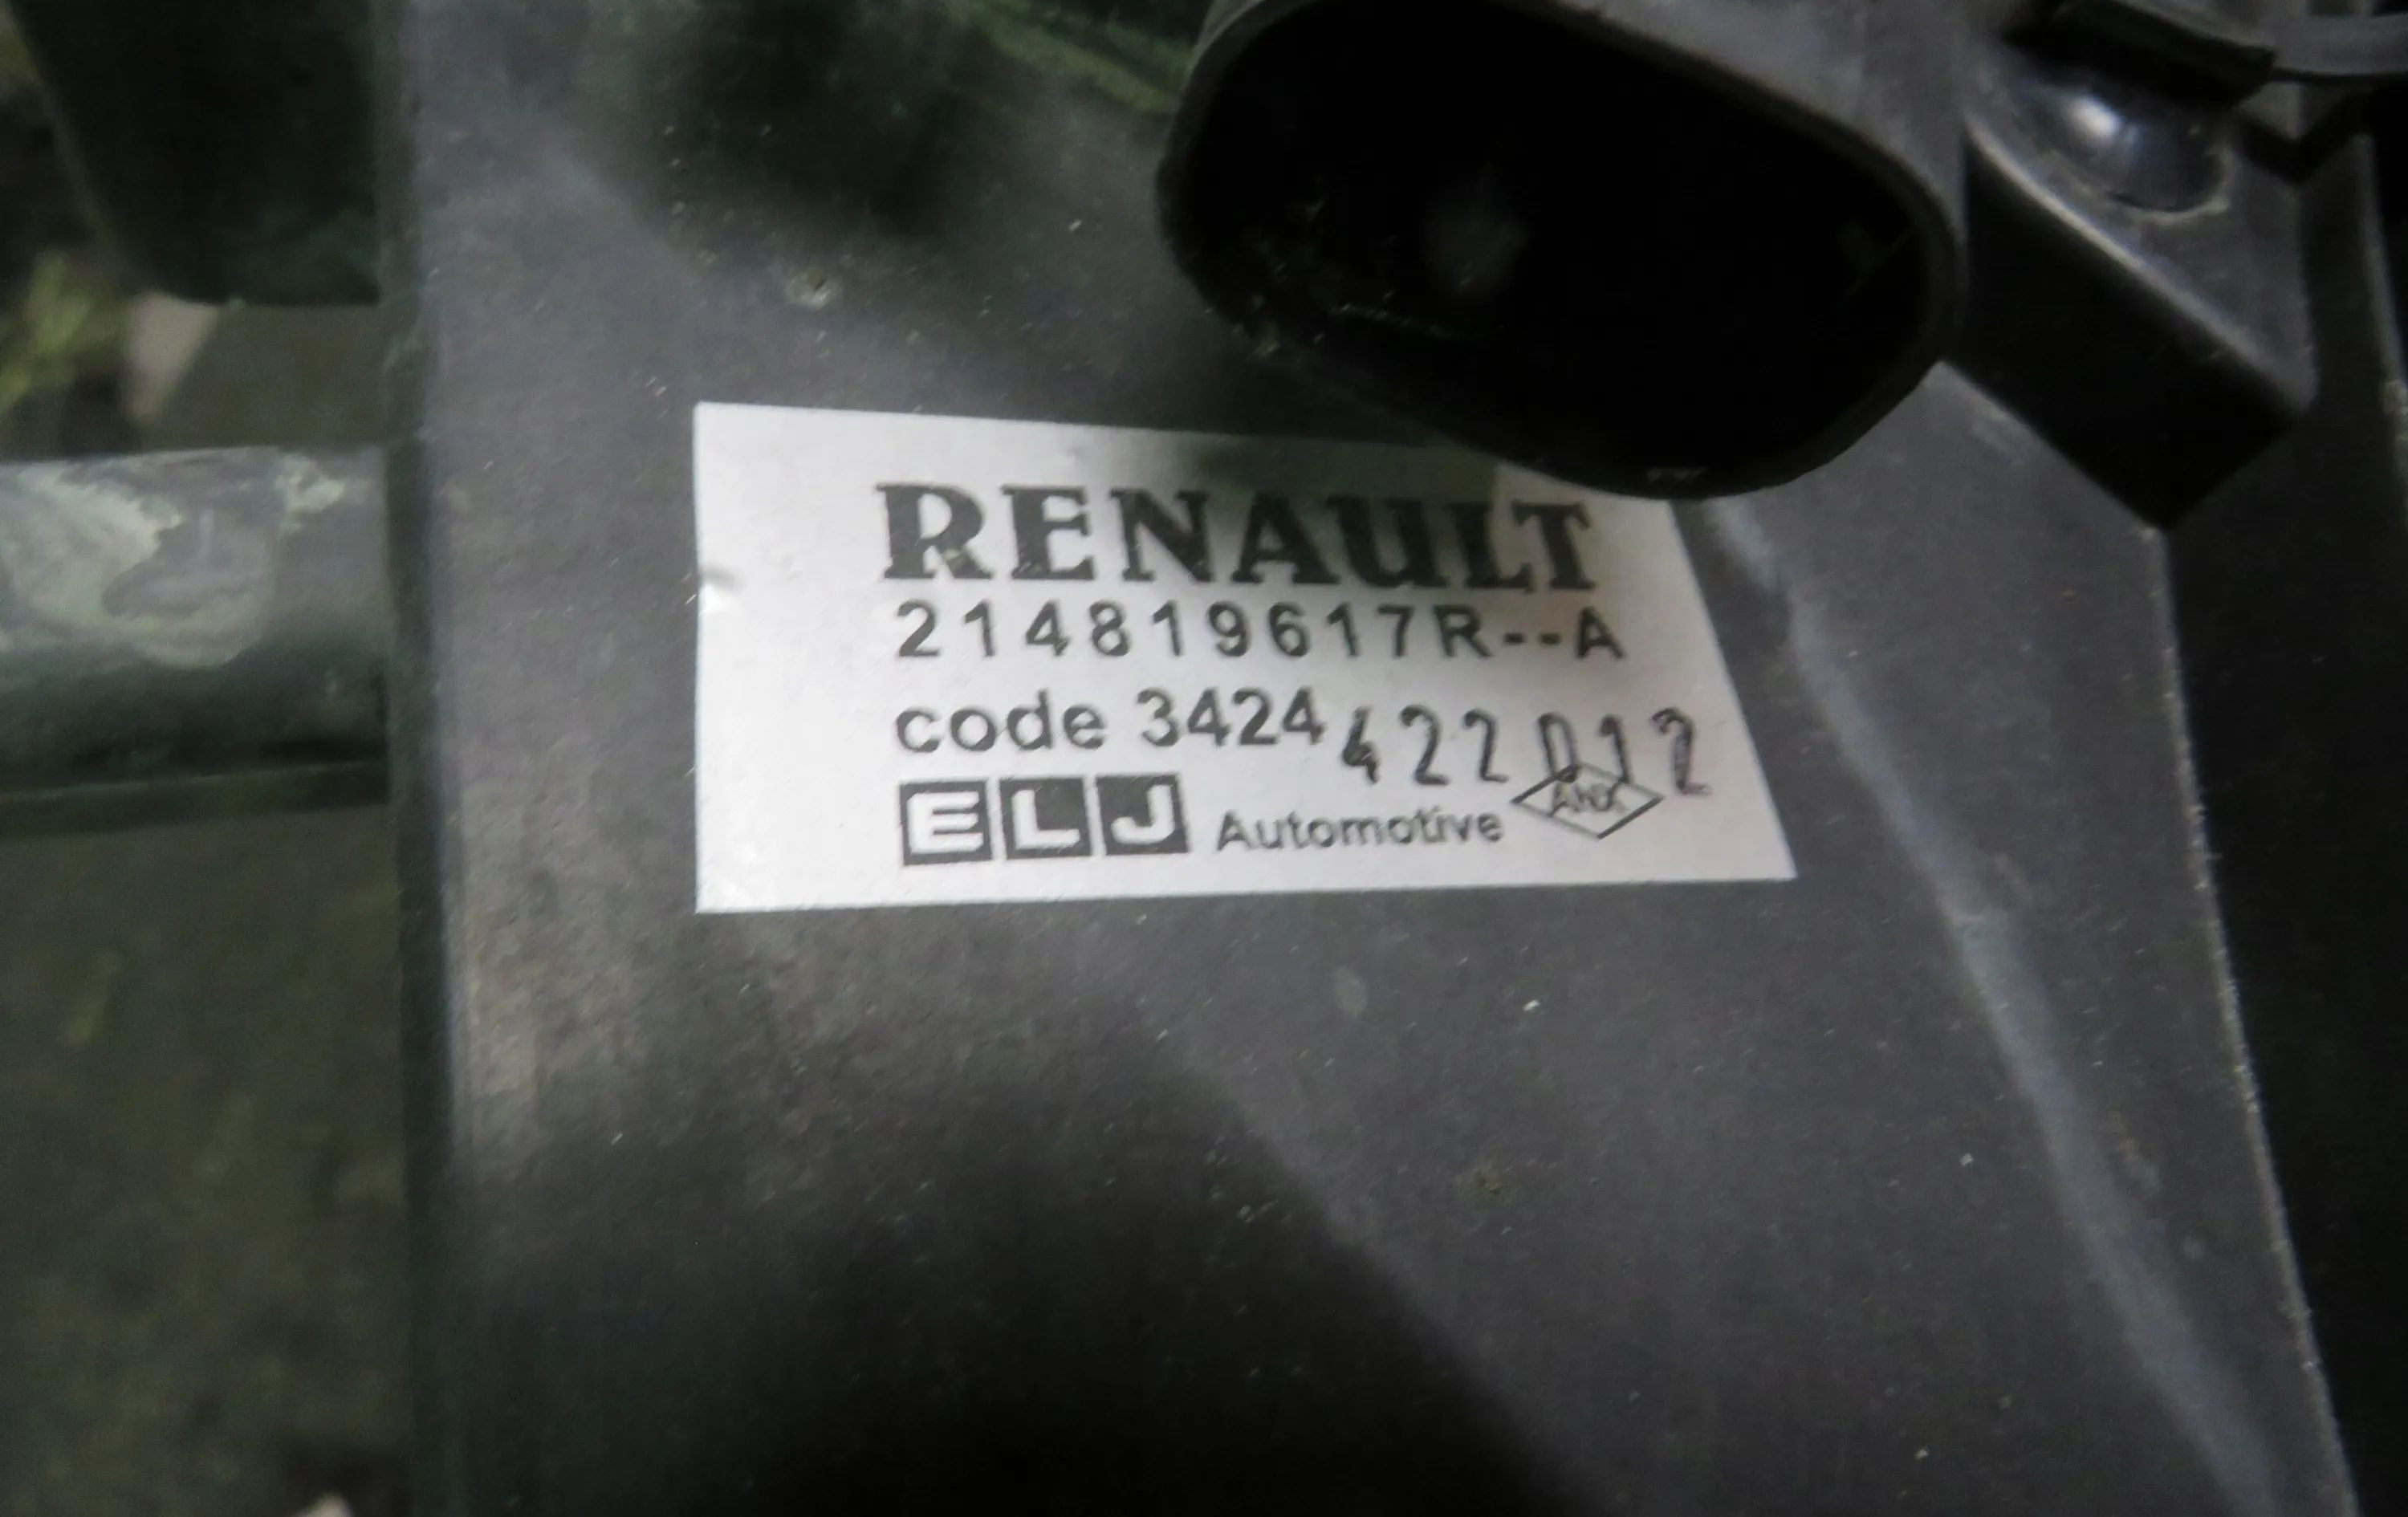 RENAULT
214819617R--A
code 3424 422012
ELJ Automotive